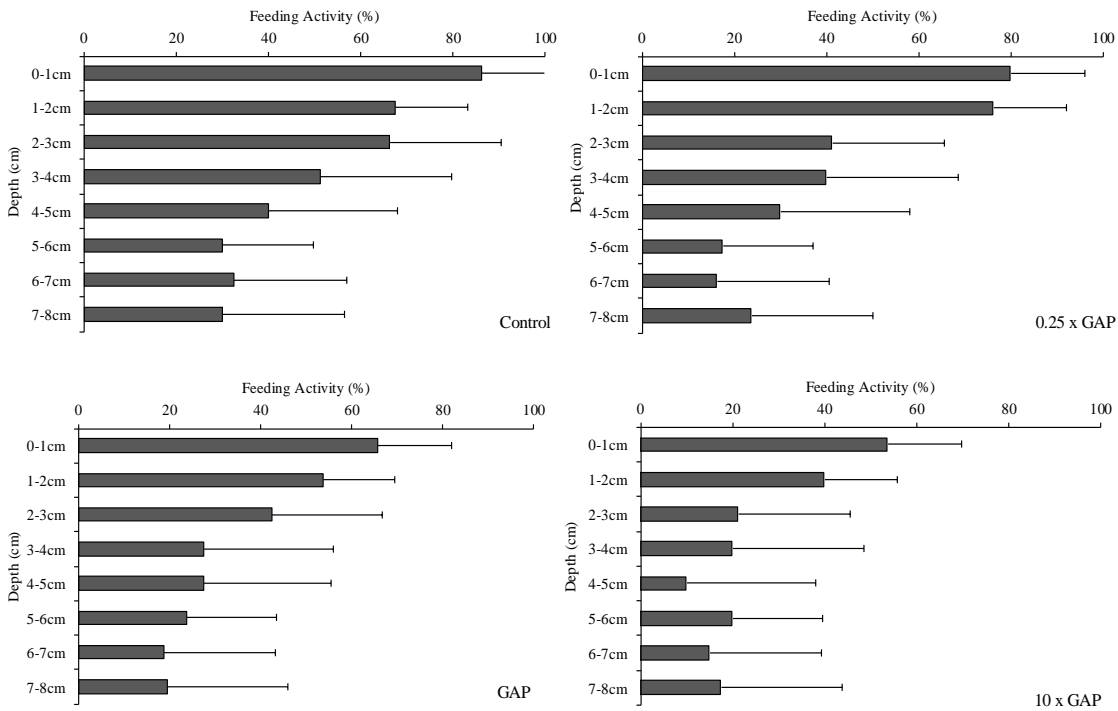 Feeding Activity (%)
0 20 40 60 80 100
Depth (cm)
0-1cm
1-2cm
2-3cm
3-4cm
4-5cm
5-6cm
6-7cm
7-8cm
Control
Feeding Activity (%)
0 20 40 60 80 100
Depth (cm)
0-1cm
1-2cm
2-3cm
3-4cm
4-5cm
5-6cm
6-7cm
7-8cm
0.25 x GAP
Feeding Activity (%)
0 20 40 60 80 100
Depth (cm)
0-1cm
1-2cm
2-3cm
3-4cm
4-5cm
5-6cm
6-7cm
7-8cm
GAP
Feeding Activity (%)
0 20 40 60 80 100
Depth (cm)
0-1cm
1-2cm
2-3cm
3-4cm
4-5cm
5-6cm
6-7cm
7-8cm
10 x GAP